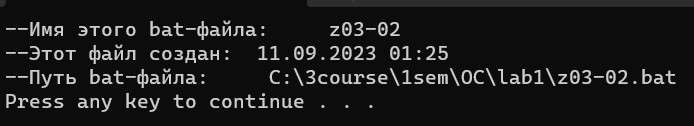 --Имя этого bat-файла:     z03-02
--Этот файл создан:  11.09.2023 01:25
--Путь bat-файла:     C:\3course\1sem\ОС\lab1\z03-02.bat
Press any key to continue . . .